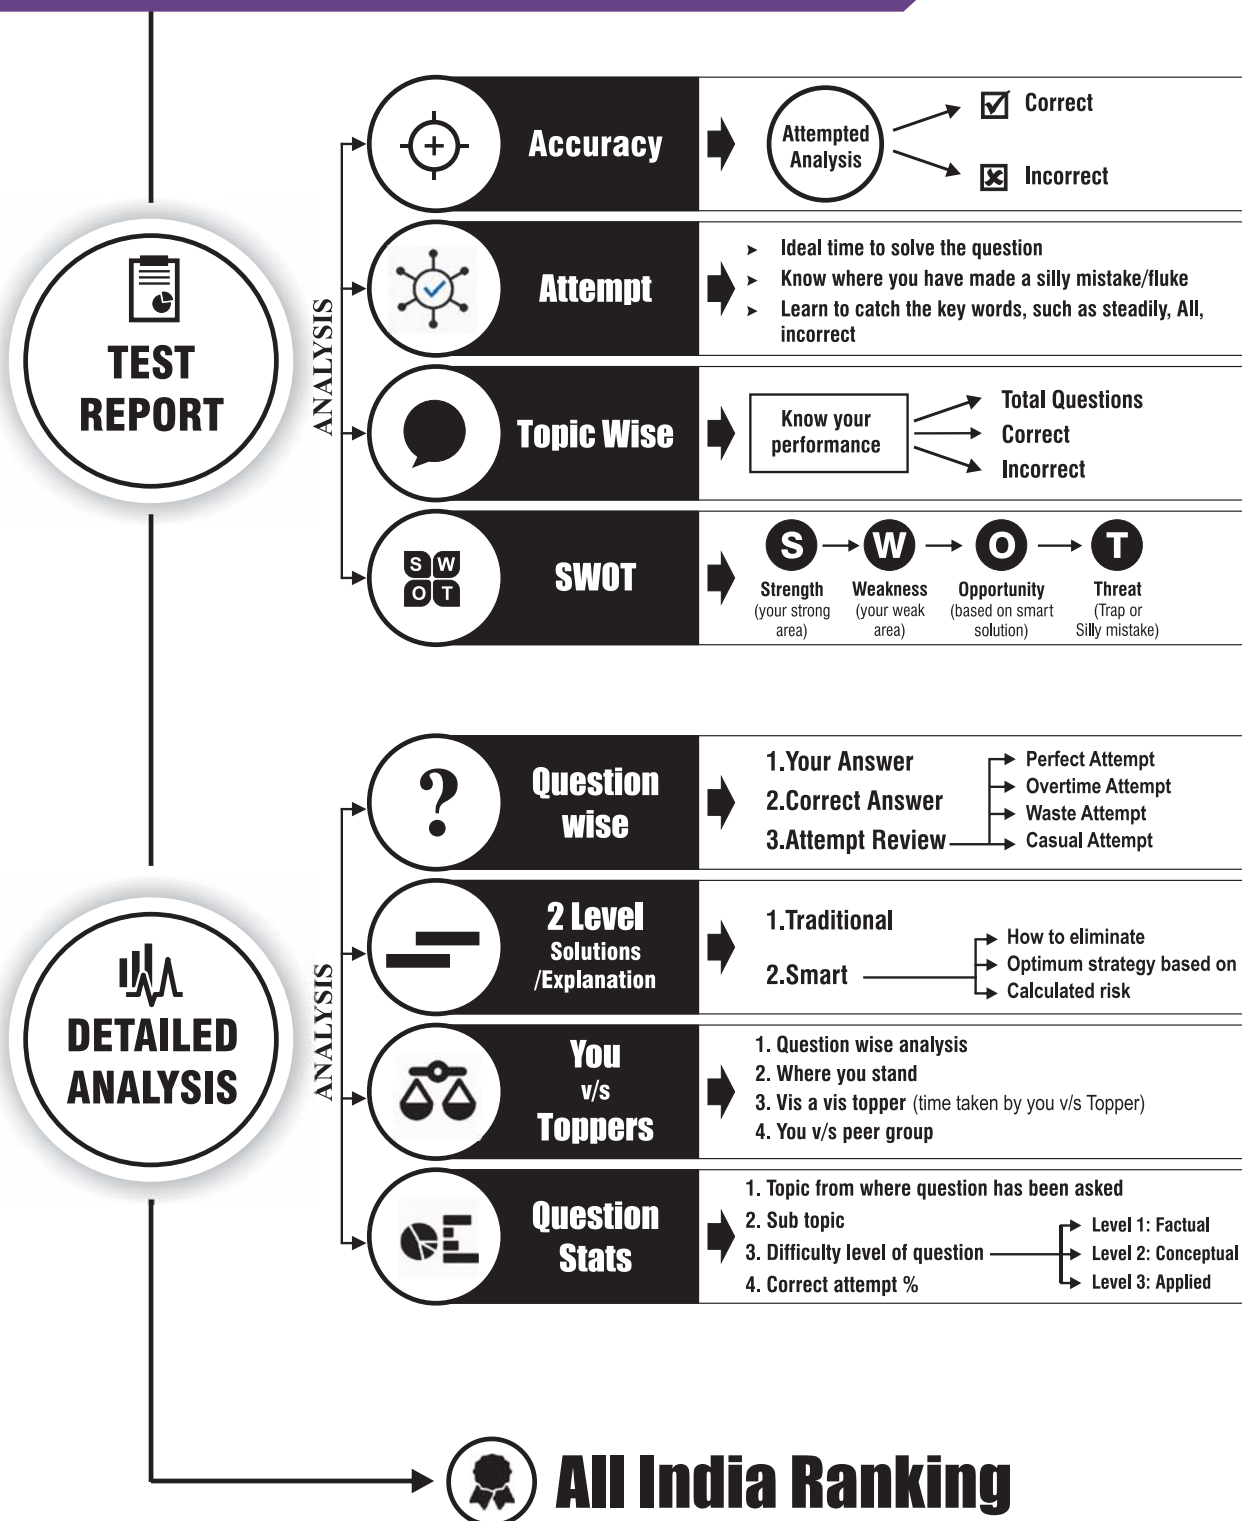 TEST
REPORT
ANALYSIS
Accuracy
Attempted
Analysis
Correct
Incorrect
Attempt
➤ Ideal time to solve the question
➤ Know where you have made a silly mistake/fluke
➤ Learn to catch the key words, such as steadily, All,
incorrect
Topic Wise
Know your
performance
Total Questions
Correct
Incorrect
S W
O T
SWOT
S W O T
Strength Weakness Opportunity Threat
(your strong (your weak (based on smart (Trap or
area) area) solution) Silly mistake)
DETAILED
ANALYSIS
ANALYSIS
?
Question
wise
1.Your Answer
2.Correct Answer
3.Attempt Review
Perfect Attempt
Overtime Attempt
Waste Attempt
Casual Attempt
2 Level
Solutions
/Explanation
1.Traditional
2.Smart
How to eliminate
Optimum strategy based on
Calculated risk
You
v/s
Toppers
1. Question wise analysis
2. Where you stand
3. Vis a vis topper (time taken by you v/s Topper)
4. You v/s peer group
Question
Stats
1. Topic from where question has been asked
2. Sub topic
3. Difficulty level of question
4. Correct attempt %
Level 1: Factual
Level 2: Conceptual
Level 3: Applied
All India Ranking